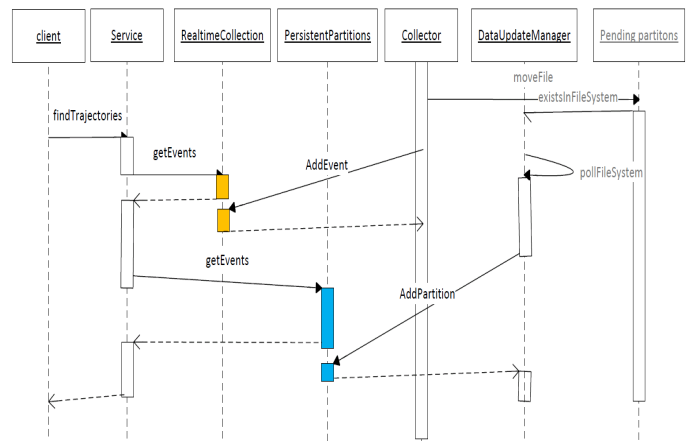 client
Service
RealtimeCollection
PersistentPartitions
Collector
DataUpdateManager
Pending partitons
moveFile
existsInFileSystem
findTrajectories
getEvents
AddEvent
pollFileSystem
getEvents
AddPartition